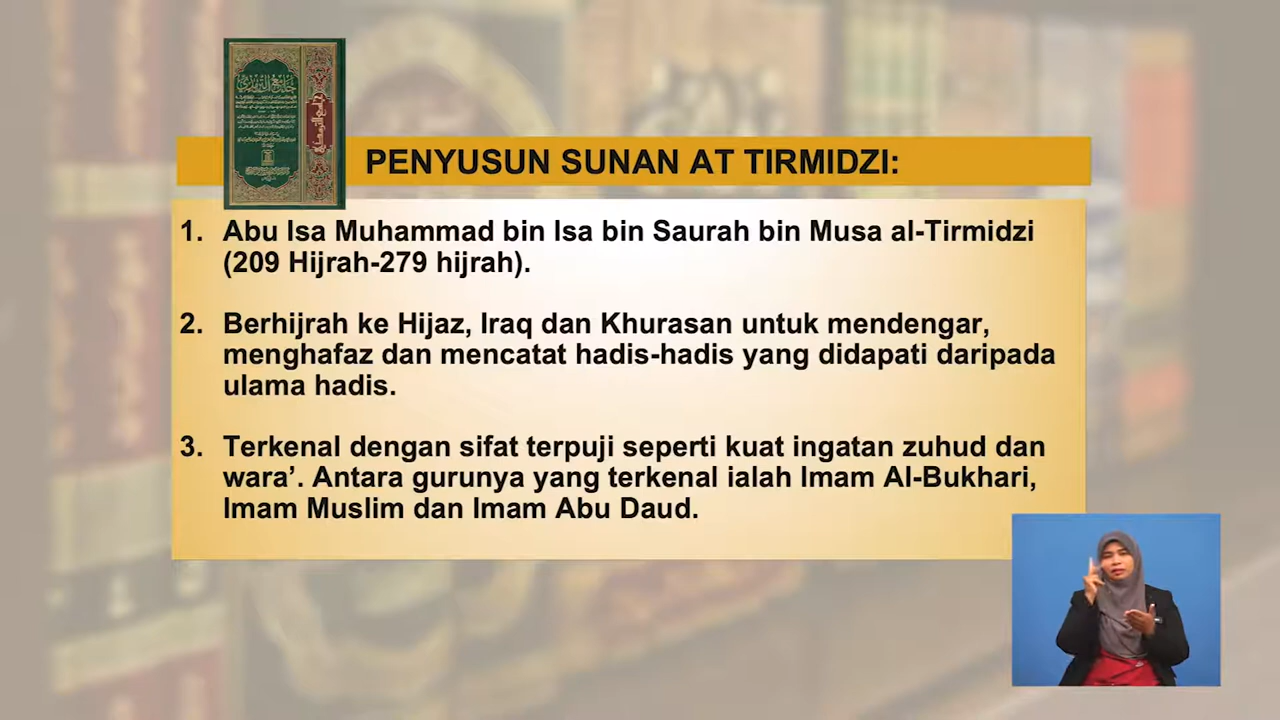 جامع الترمذي
PENYUSUN SUNAN AT TIRMIDZI:
1. Abu Isa Muhammad bin Isa bin Saurah bin Musa al-Tirmidzi
(209 Hijrah-279 hijrah).
2. Berhijrah ke Hijaz, Iraq dan Khurasan untuk mendengar,
menghafaz dan mencatat hadis-hadis yang didapati daripada
ulama hadis.
3. Terkenal dengan sifat terpuji seperti kuat ingatan zuhud dan
wara’. Antara gurunya yang terkenal ialah Imam Al-Bukhari,
Imam Muslim dan Imam Abu Daud.